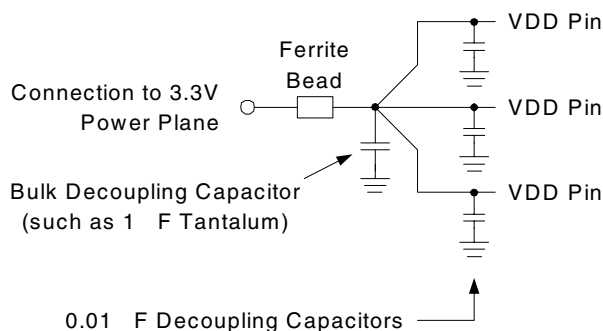 VDD Pin
Ferrite
Bead
Connection to 3.3V
Power Plane
VDD Pin
Bulk Decoupling Capacitor
(such as 1 F Tantalum)
VDD Pin
0.01 F Decoupling Capacitors